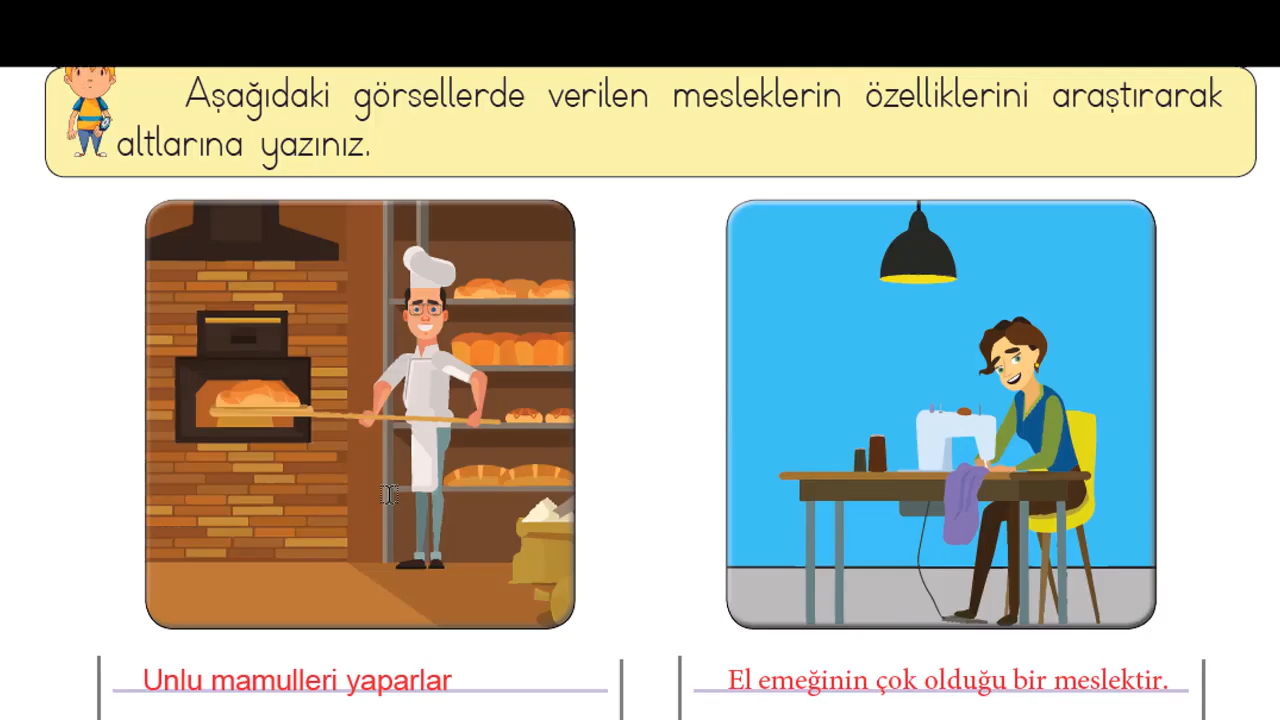 Aşağıdaki görsellerde verilen mesleklerin özelliklerini araştırarak
altlarına yazınız.
Unlu mamulleri yaparlar
El emeğinin çok olduğu bir meslektir.